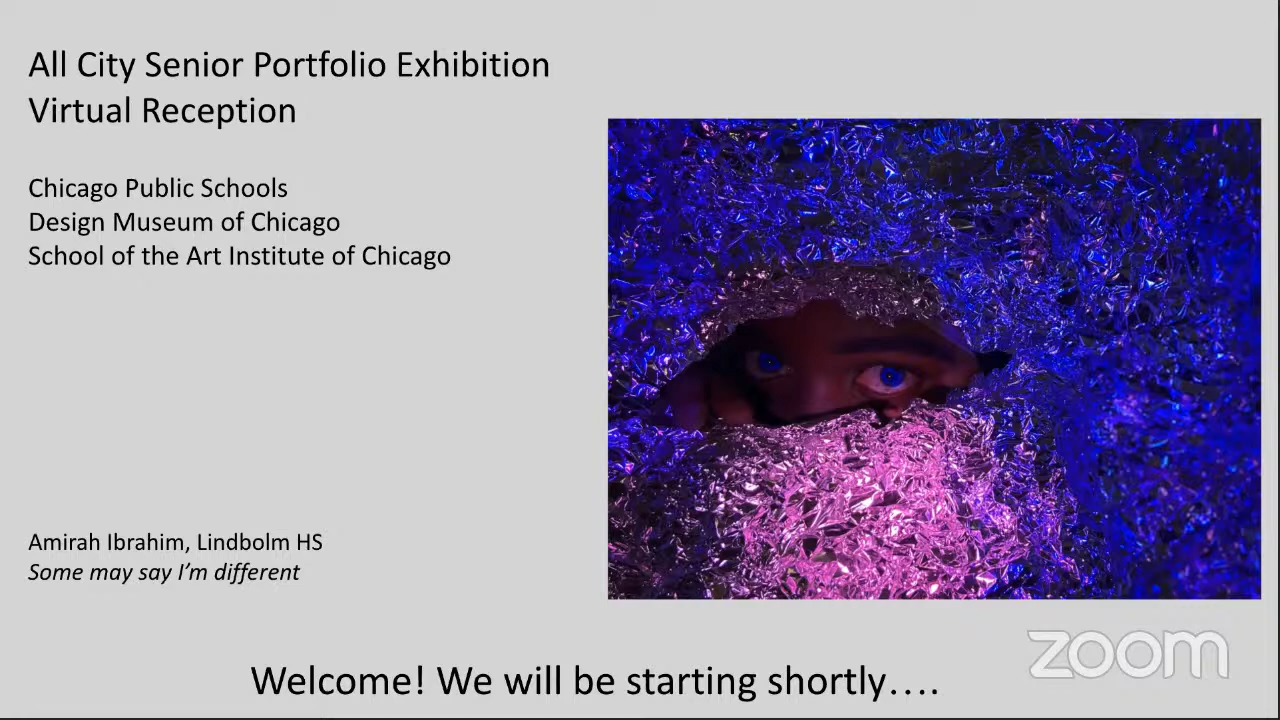 All City Senior Portfolio Exhibition
Virtual Reception
Chicago Public Schools
Design Museum of Chicago
School of the Art Institute of Chicago
Amirah Ibrahim, Lindbolm HS
Some may say I’m different
zoom
Welcome! We will be starting shortly….